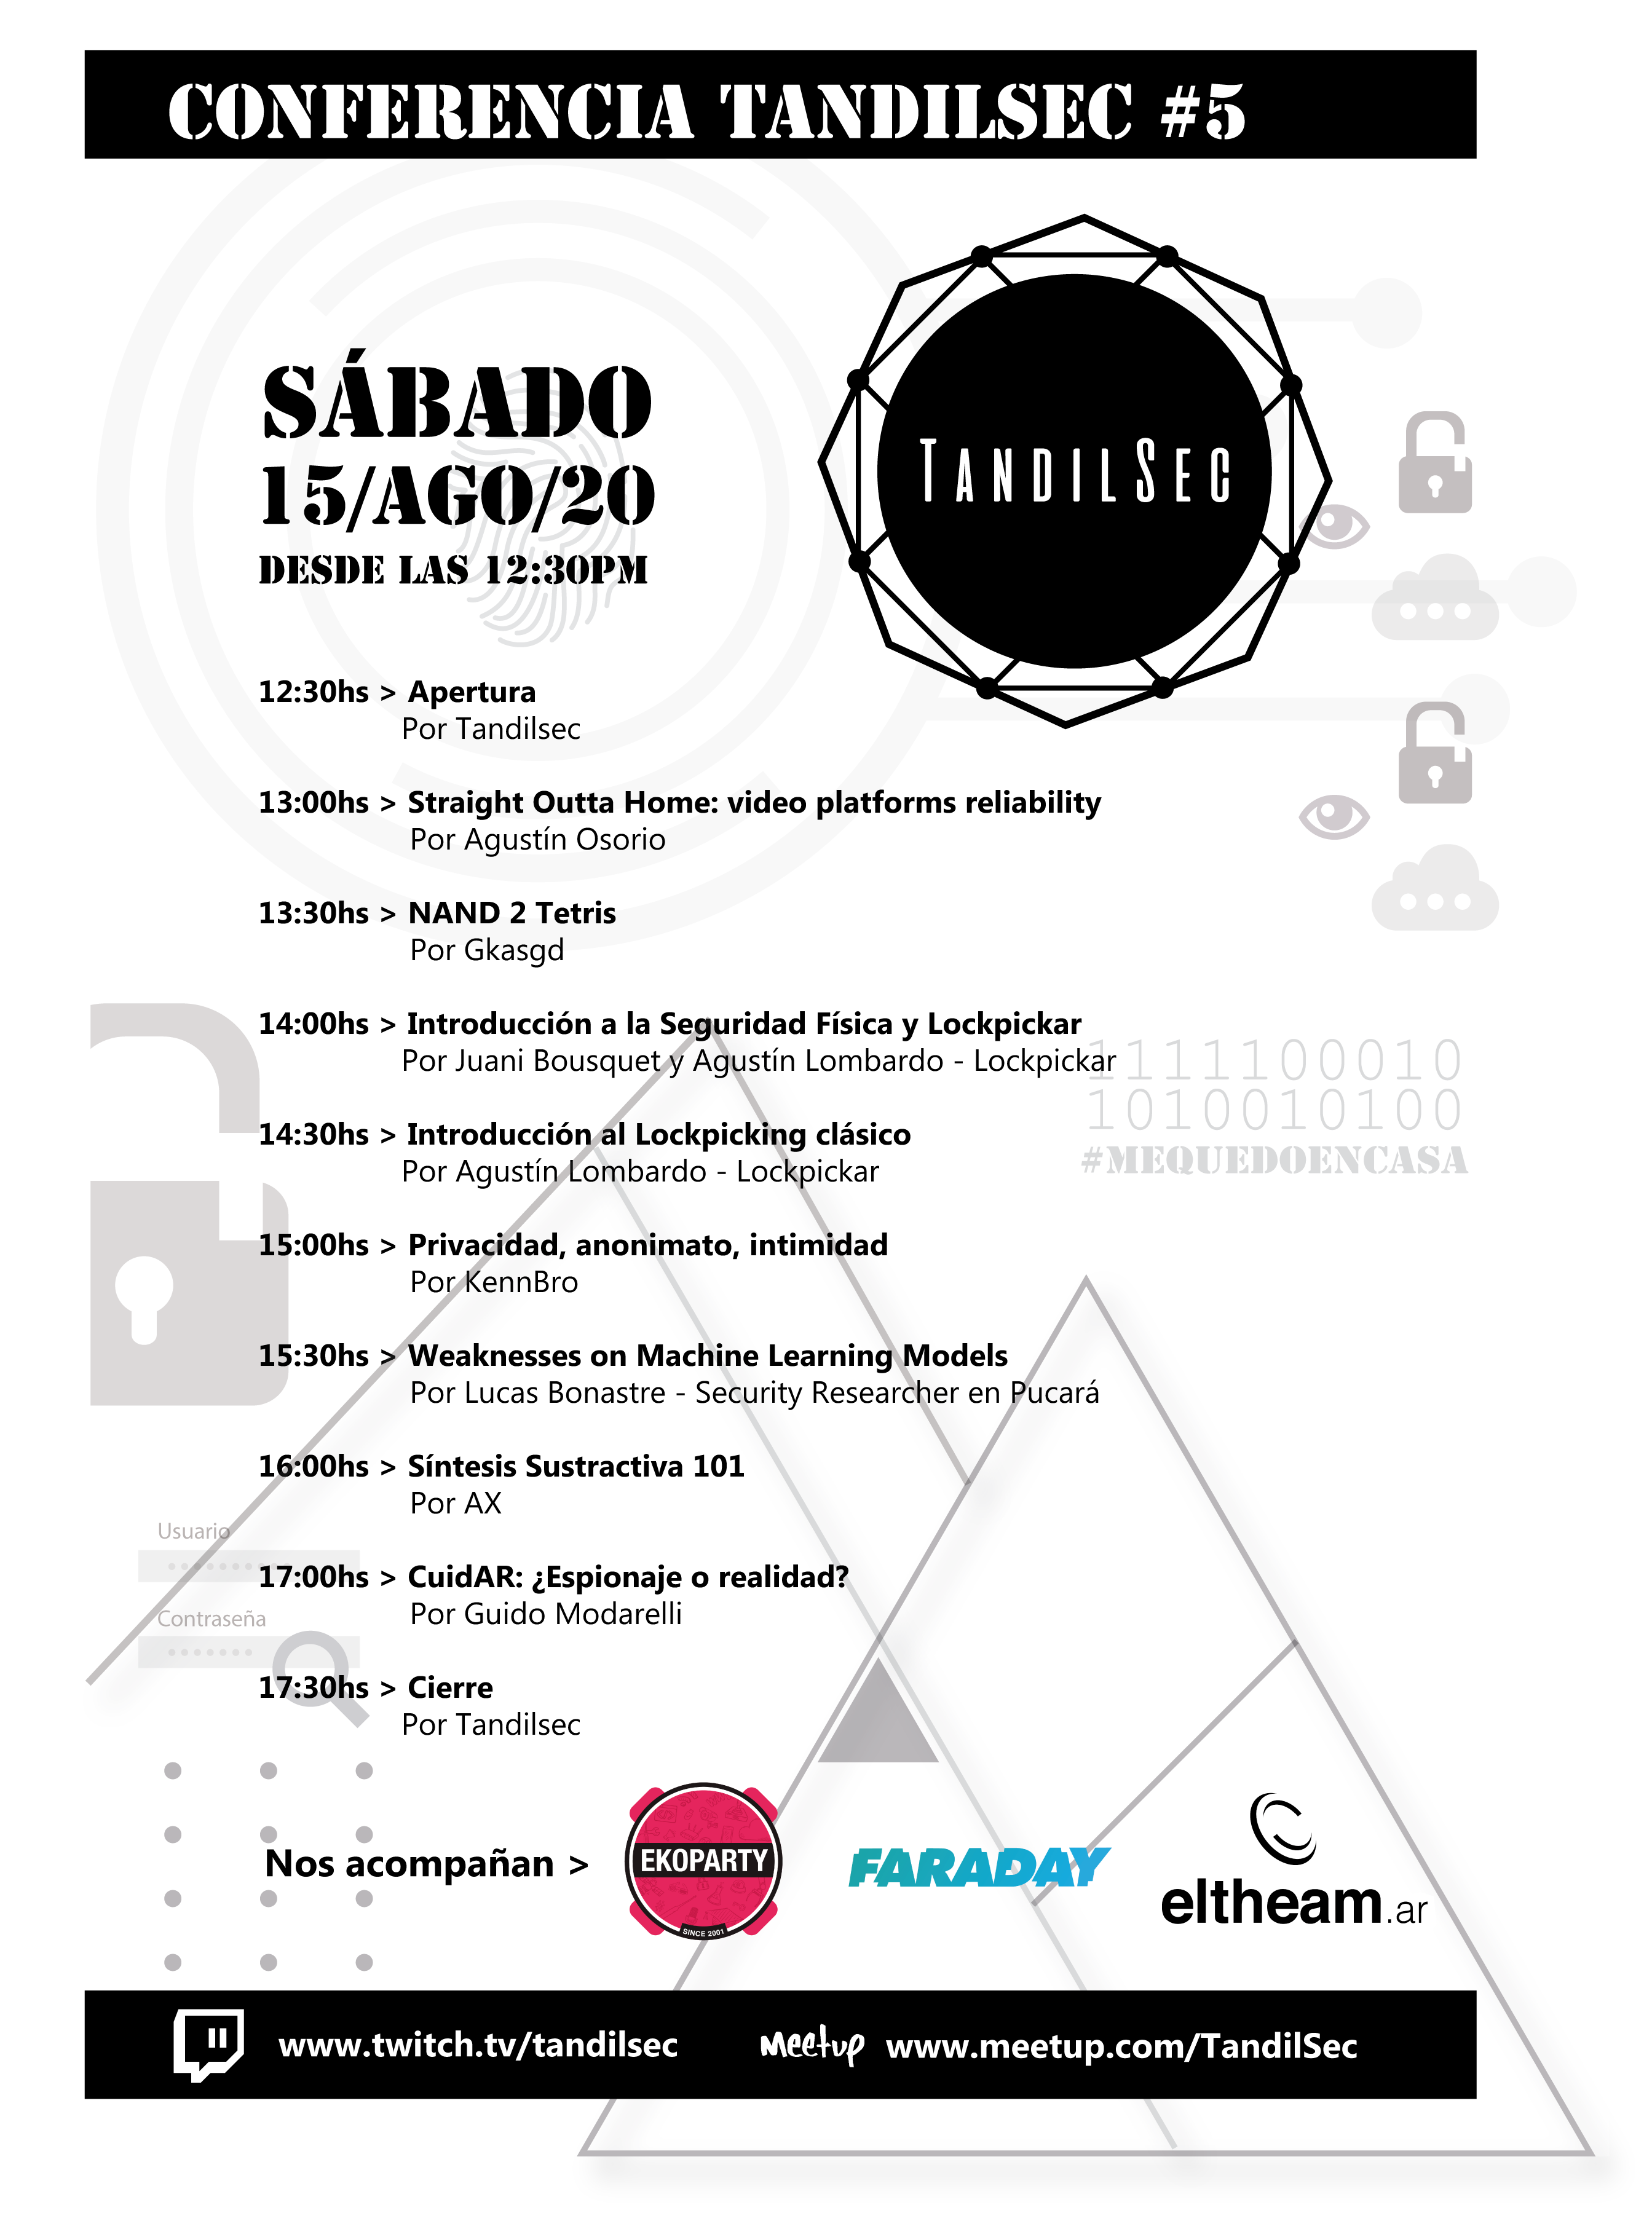 CONFERENCIA TANDILSEC #5
TANDILSEC
SÁBADO
15/AGO/20
DESDE LAS 12:30PM
12:30hs > Apertura
Por Tandilsec
13:00hs > Straight Outta Home: video platforms reliability
Por Agustín Osorio
13:30hs > NAND 2 Tetris
Por Gkasgd
14:00hs > Introducción a la Seguridad Física y Lockpickar
Por Juani Bousquet y Agustín Lombardo - Lockpickar
1111100010
1010010100
#MEQUEDOENCASA
14:30hs > Introducción al Lockpicking clásico
Por Agustín Lombardo - Lockpickar
15:00hs > Privacidad, anonimato, intimidad
Por KennBro
15:30hs > Weaknesses on Machine Learning Models
Por Lucas Bonastre - Security Researcher en Pucará
16:00hs > Síntesis Sustractiva 101
Por AX
Usuario
17:00hs > CuidAR: ¿Espionaje o realidad?
Por Guido Modarelli
Contraseña
17:30hs > Cierre
Por Tandilsec
Nos acompañan >
EKOPARTY
SINCE 2001
FARADAY
eltheam.ar
www.twitch.tv/tandilsec
Meetup www.meetup.com/TandilSec